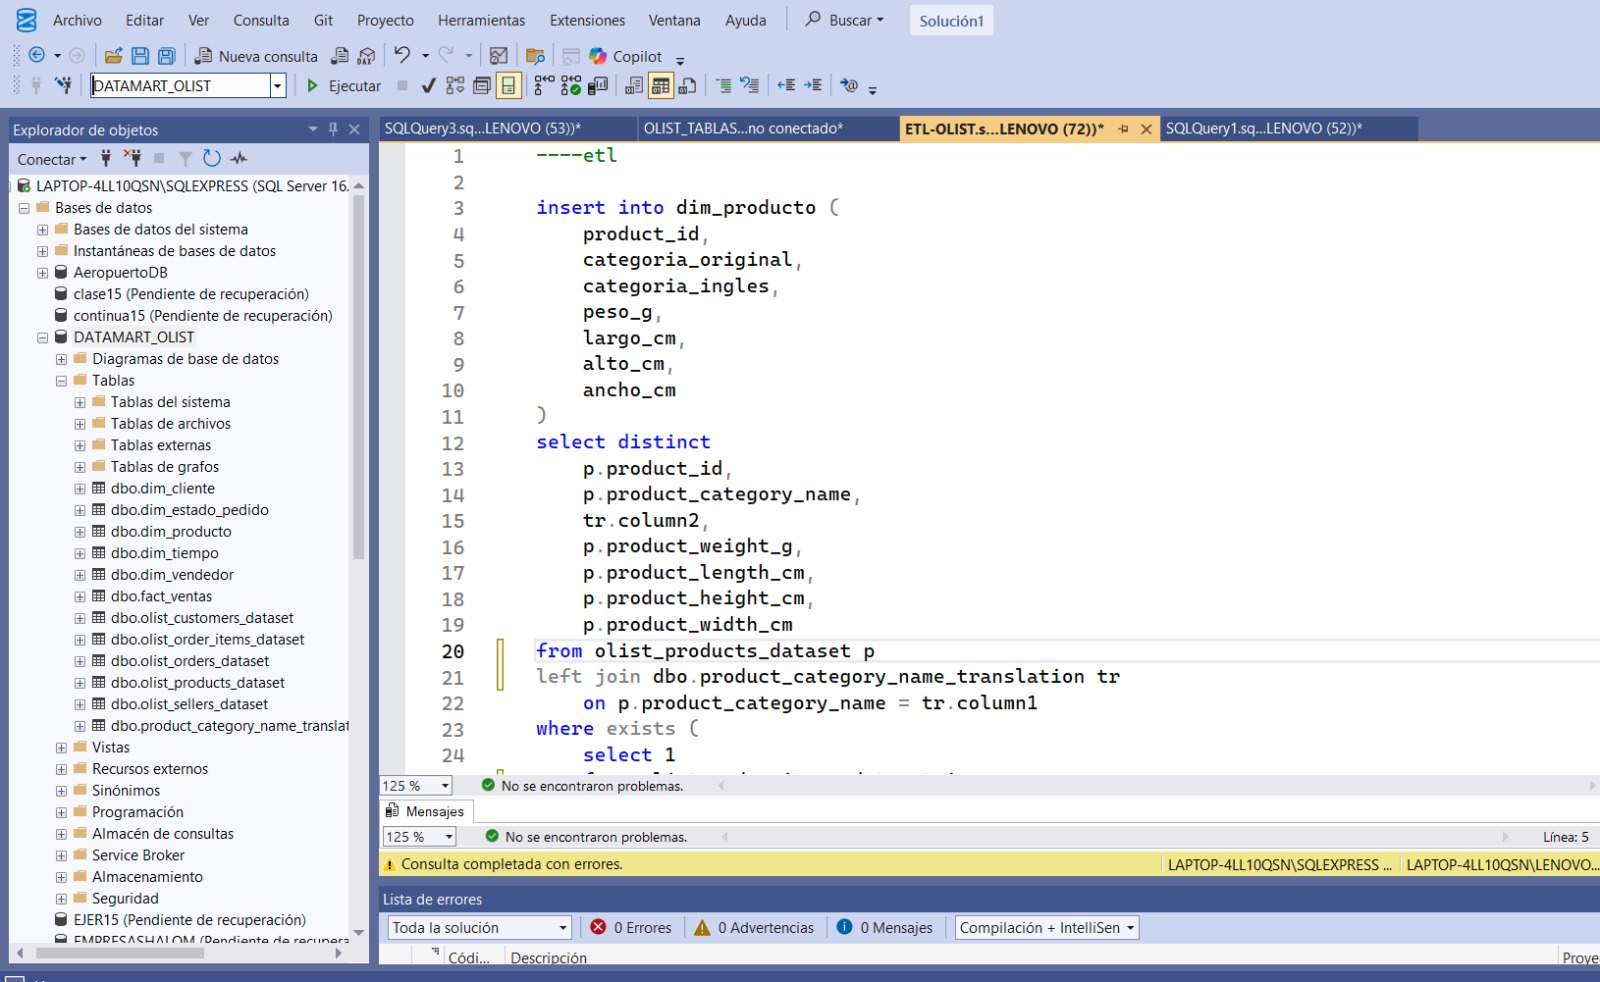 Archivo Editar Ver Consulta Git Proyecto Herramientas Extensiones Ventana Ayuda Buscar Solución1
Nueva consulta Copilot
DATAMART_OLIST Ejecutar
Explorador de objetos
Conectar
LAPTOP-4LL10QSN\SQLEXPRESS (SQL Server 16.
Bases de datos
Bases de datos del sistema
Instantáneas de bases de datos
AeropuertoDB
clase15 (Pendiente de recuperación)
continua15 (Pendiente de recuperación)
DATAMART_OLIST
Diagramas de base de datos
Tablas
Tablas del sistema
Tablas de archivos
Tablas externas
Tablas de grafos
dbo.dim_cliente
dbo.dim_estado_pedido
dbo.dim_producto
dbo.dim_tiempo
dbo.dim_vendedor
dbo.fact_ventas
dbo.olist_customers_dataset
dbo.olist_order_items_dataset
dbo.olist_orders_dataset
dbo.olist_products_dataset
dbo.olist_sellers_dataset
dbo.product_category_name_translat
Vistas
Recursos externos
Sinónimos
Programación
Almacén de consultas
Service Broker
Almacenamiento
Seguridad
EJER15 (Pendiente de recuperación)
EMPRESASHALOM (Pendiente de recupera
SQLQuery3.sq...LENOVO (53))* OLIST_TABLAS...no conectado* ETL-OLIST.s...LENOVO (72))* SQLQuery1.sq...LENOVO (52))*
1 ----etl
2
3 insert into dim_producto (
4 product_id,
5 categoria_original,
6 categoria_ingles,
7 peso_g,
8 largo_cm,
9 alto_cm,
10 ancho_cm
11 )
12 select distinct
13 p.product_id,
14 p.product_category_name,
15 tr.column2,
16 p.product_weight_g,
17 p.product_length_cm,
18 p.product_height_cm,
19 p.product_width_cm
20 from olist_products_dataset p
21 left join dbo.product_category_name_translation tr
22 on p.product_category_name = tr.column1
23 where exists (
24 select 1
125 % No se encontraron problemas.
Mensajes
125 % No se encontraron problemas. Línea: 5
Consulta completada con errores. LAPTOP-4LL10QSN\SQLEXPRESS ... LAPTOP-4LL10QSN\LENOVO...
Lista de errores
Toda la solución 0 Errores 0 Advertencias 0 Mensajes Compilación + IntelliSen
Códi... Descripción Proye